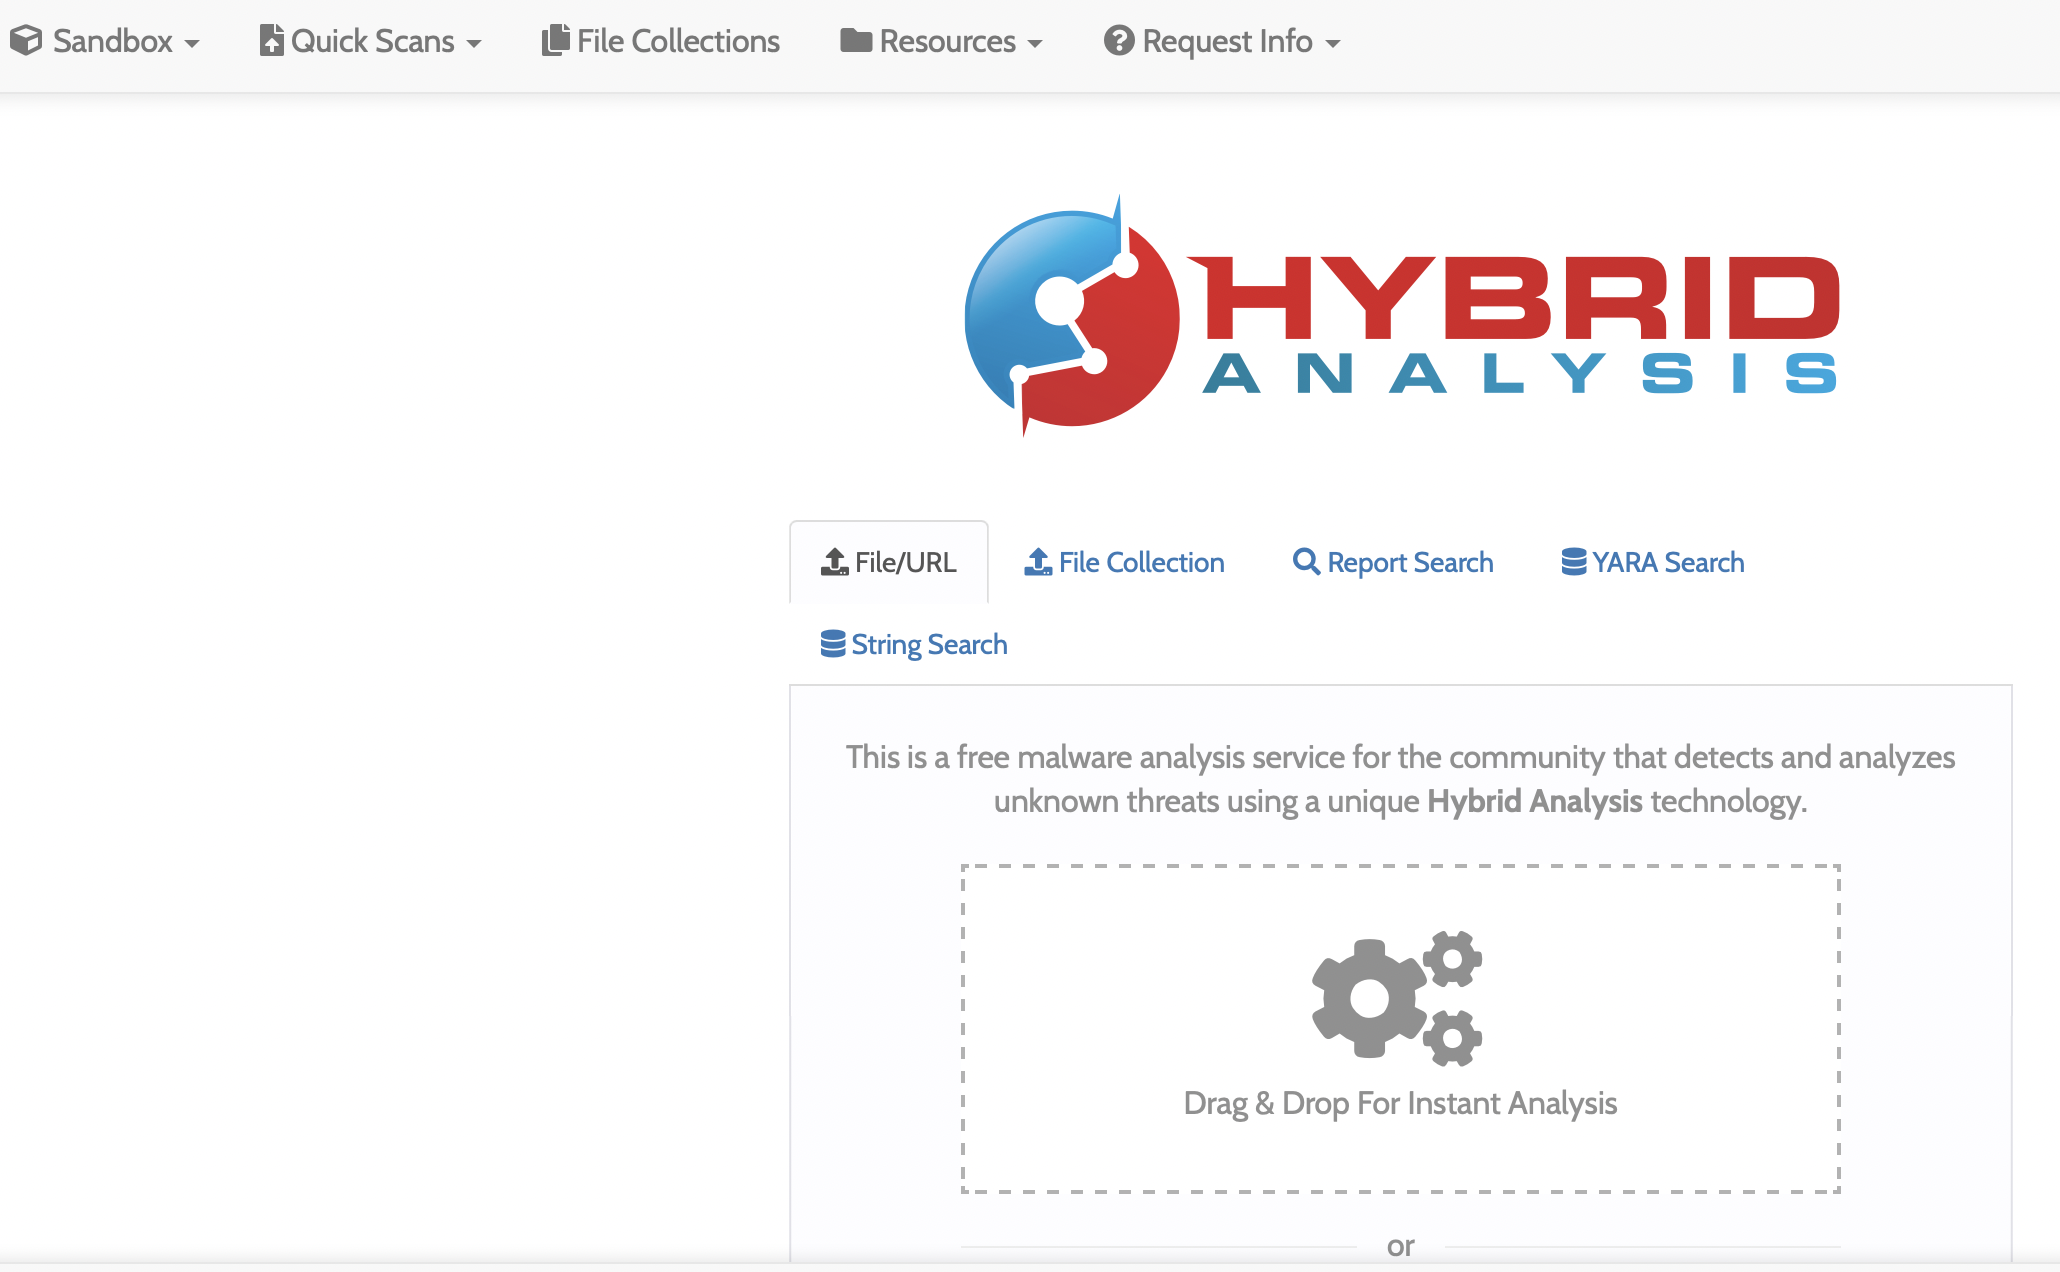 Sandbox Quick Scans File Collections Resources Request Info
HYBRID
ANALYSIS
File/URL File Collection Report Search YARA Search
String Search
This is a free malware analysis service for the community that detects and analyzes
unknown threats using a unique Hybrid Analysis technology.
Drag & Drop For Instant Analysis
or